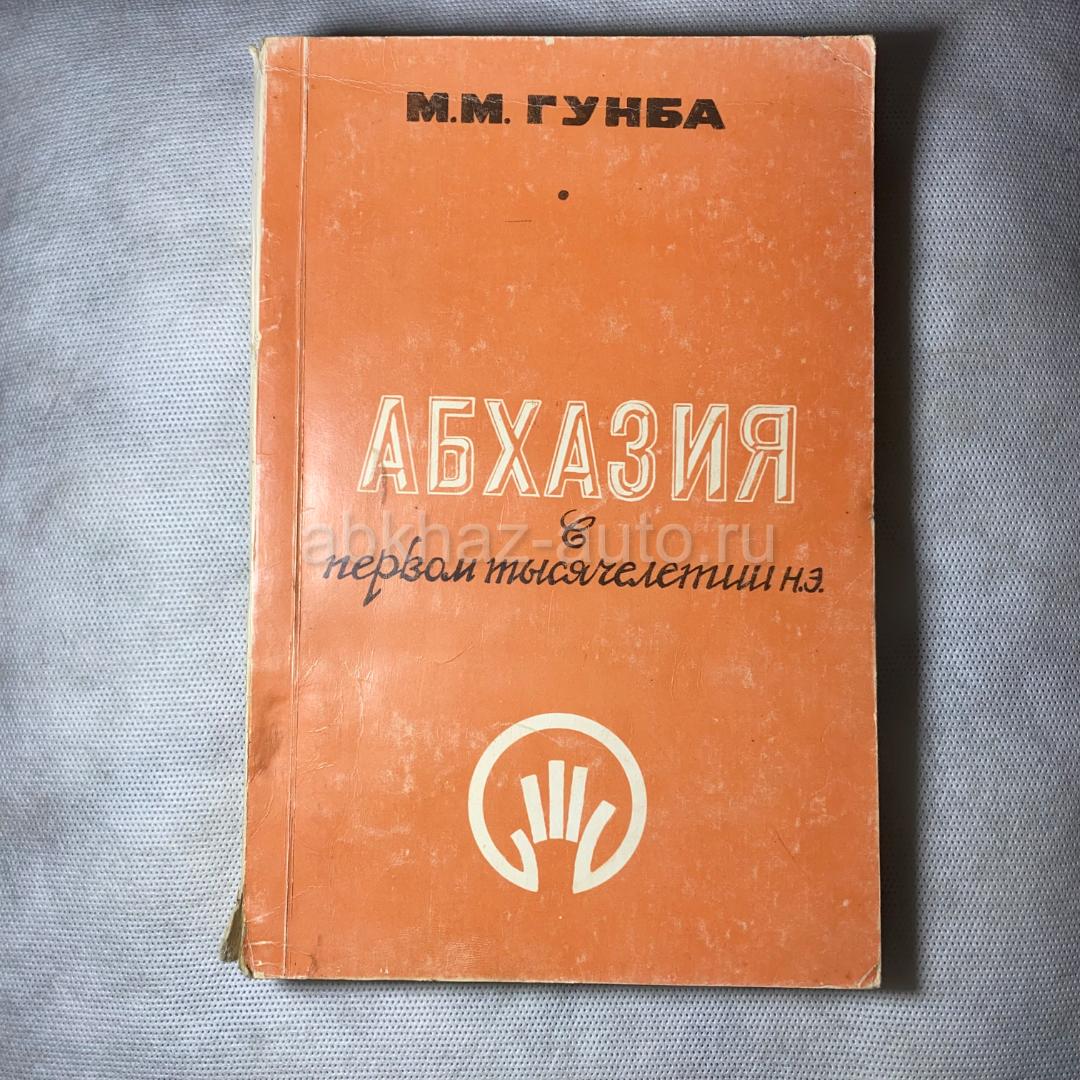 М.М. ГУНБА
АБХАЗИЯ
в
abkhaz-auto.ru
первом тысячелетии н.э.